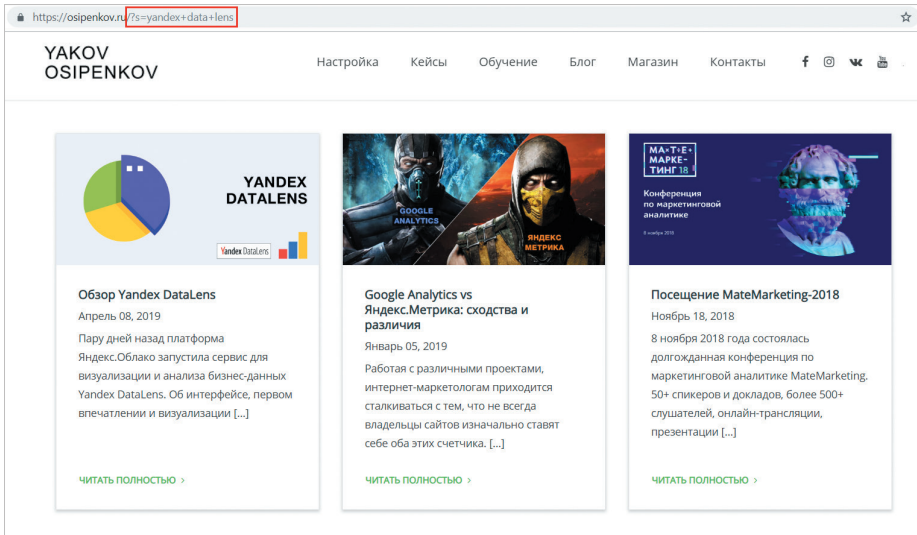 https://osipenkov.ru/?s=yandex+data+lens
YAKOV
OSIPENKOV
Настройка Кейсы Обучение Блог Магазин Контакты
YANDEX
DATALENS
Yandex DataLens
Обзор Yandex DataLens
Апрель 08, 2019
Пару дней назад платформа
Яндекс.Облако запустила сервис для
визуализации и анализа бизнес-данных
Yandex DataLens. Об интерфейсе, первом
впечатлении и визуализации [...]
ЧИТАТЬ ПОЛНОСТЬЮ >
GOOGLE
ANALYTICS
ЯНДЕКС
МЕТРИКА
Google Analytics vs
Яндекс.Метрика: сходства и
различия
Январь 05, 2019
Работая с различными проектами,
интернет-маркетологам приходится
сталкиваться с тем, что не всегда
владельцы сайтов изначально ставят
себе оба этих счетчика. [...]
ЧИТАТЬ ПОЛНОСТЬЮ >
МА×Т•Е•
МАРКЕ–
ТИНГ 18
Конференция
по маркетинговой
аналитике
8 ноября 2018
Посещение MateMarketing-2018
Ноябрь 18, 2018
8 ноября 2018 года состоялась
долгожданная конференция по
маркетинговой аналитике MateMarketing.
50+ спикеров и докладов, более 500+
слушателей, онлайн-трансляции,
презентации [...]
ЧИТАТЬ ПОЛНОСТЬЮ >